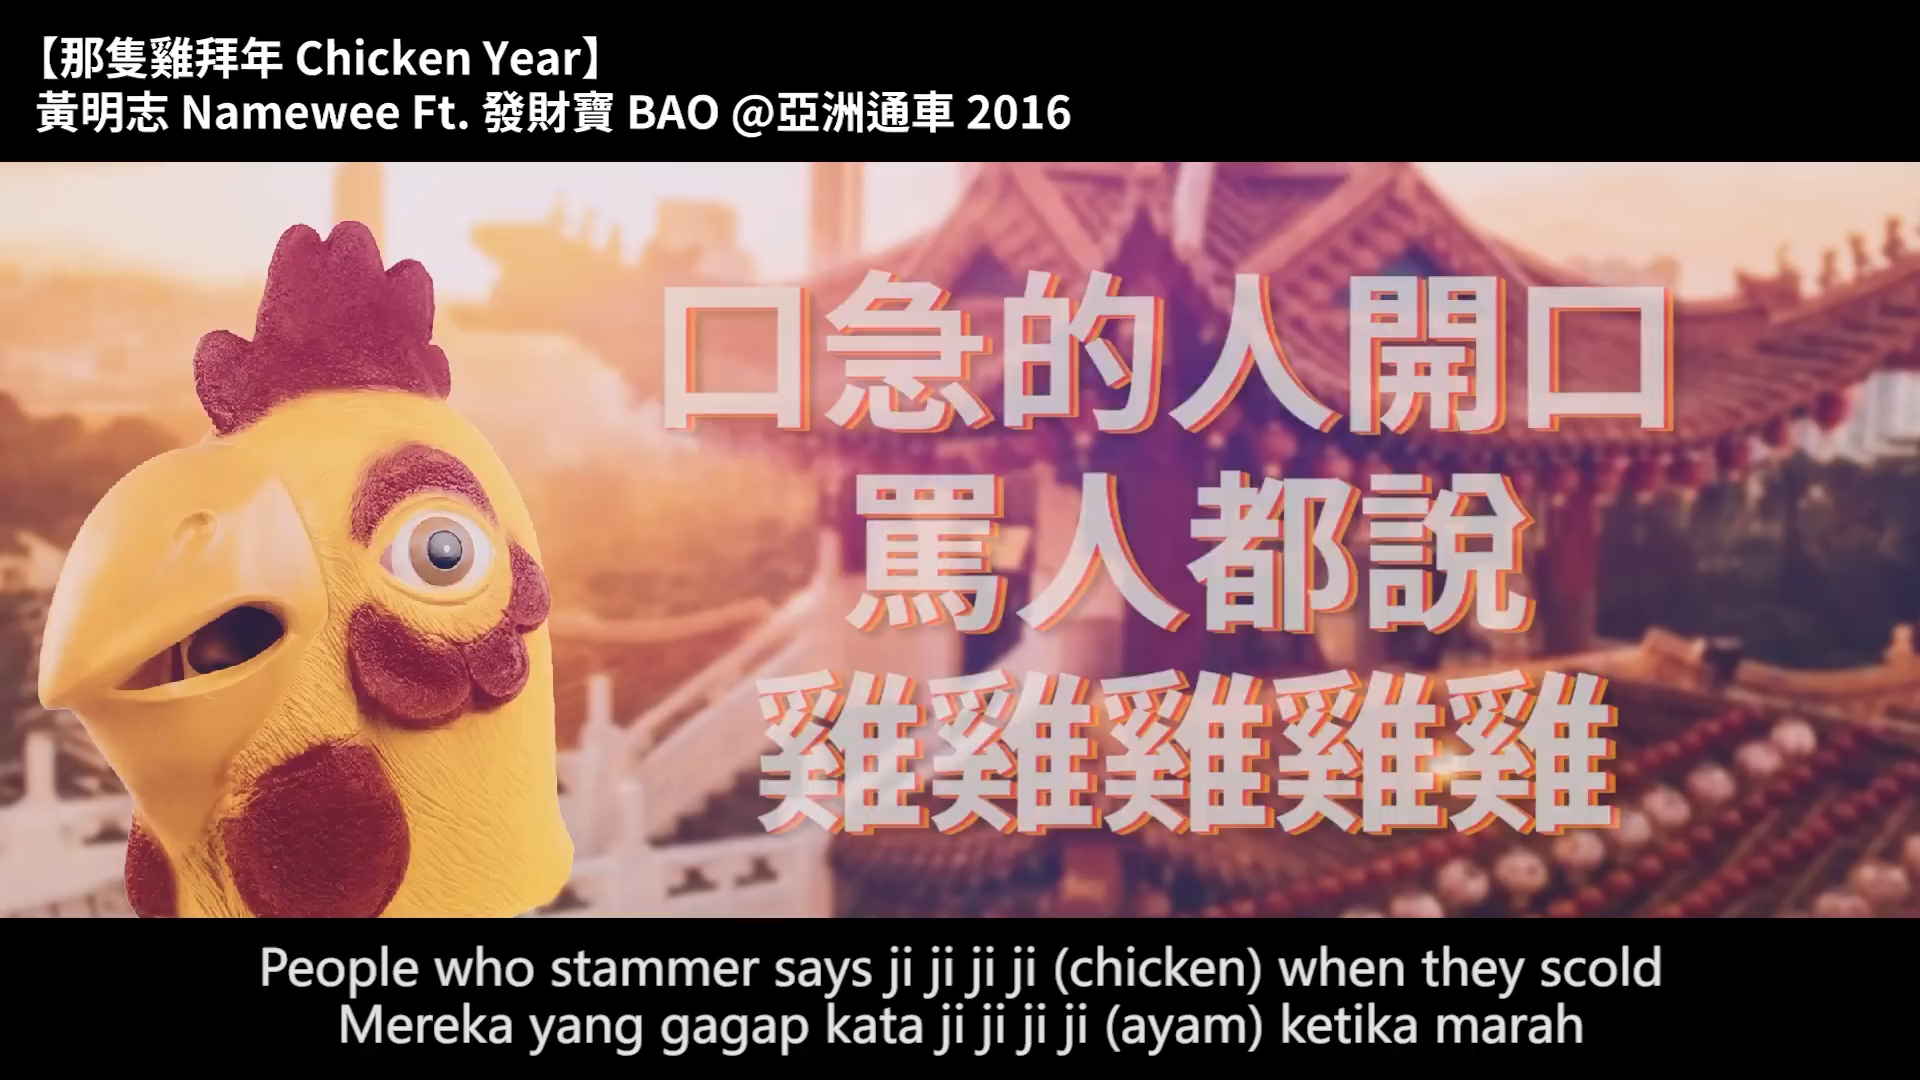 【那隻雞拜年 Chicken Year】
黃明志 Namewee Ft. 發財寶 BAO @亞洲通車 2016
口急的人開口
罵人都說
雞雞雞雞雞
People who stammer says ji ji ji ji (chicken) when they scold
Mereka yang gagap kata ji ji ji ji (ayam) ketika marah